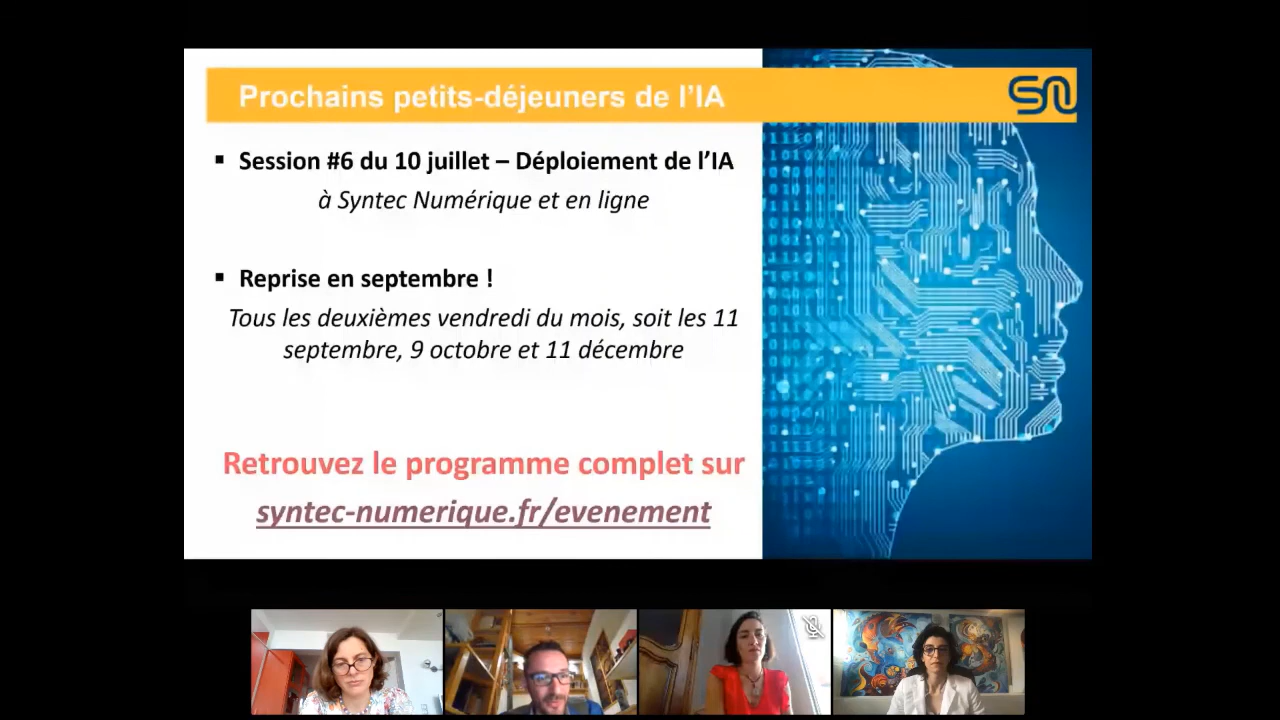 Prochains petits-déjeuners de l’IA
SN
▪ Session #6 du 10 juillet – Déploiement de l’IA
à Syntec Numérique et en ligne
▪ Reprise en septembre !
Tous les deuxièmes vendredi du mois, soit les 11
septembre, 9 octobre et 11 décembre
Retrouvez le programme complet sur
syntec-numerique.fr/evenement